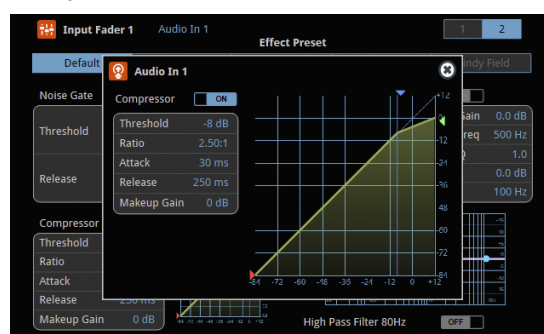 Input Fader 1 Audio In 1 1 2
Effect Preset
Default ndy Field
Audio In 1
Noise Gate
Compressor ON
Threshold -8 dB
Ratio 2.50:1
Attack 30 ms
Release 250 ms
Makeup Gain 0 dB
+12
0
-12
-24
-36
48
-60
-72
-84
-84 -72 -60 -48 -36 -24 -12 0 +12
Threshold
Release
Gain 0.0 dB
req 500 Hz
1.0
0.0 dB
100 Hz
Compressor
Threshold
Ratio
Attack
Release 250 ms
Makeup Gain 0 dB
High Pass Filter 80Hz OFF